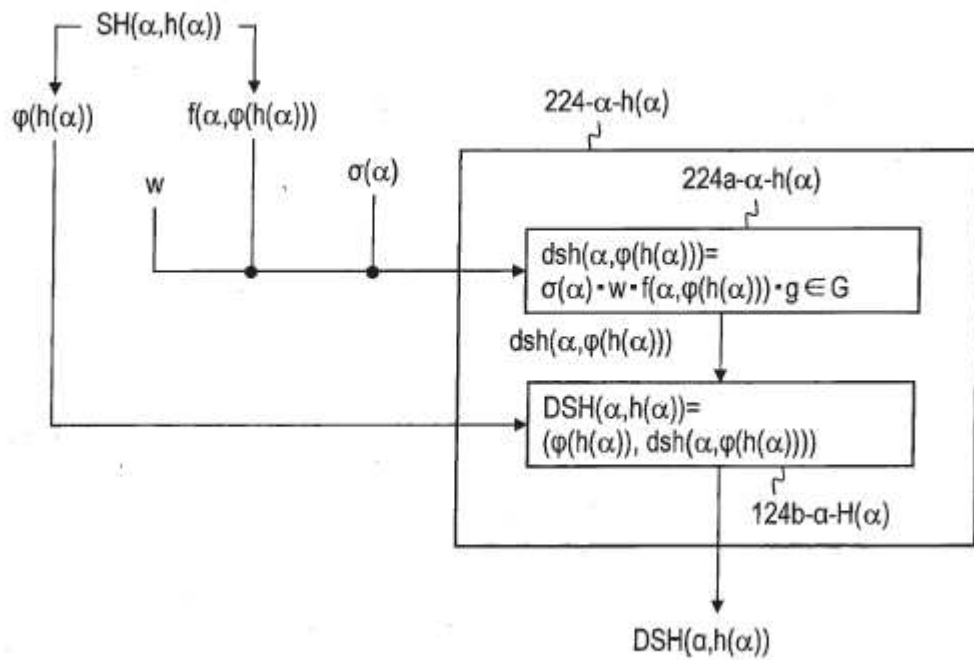 SH(α,h(α))
φ(h(α))
f(α,φ(h(α)))
w
σ(α)
224-α-h(α)
224a-α-h(α)
dsh(α,φ(h(α)))=
σ(α)・w・f(α,φ(h(α)))・g∈G
dsh(α,φ(h(α)))
DSH(α,h(α))=
(φ(h(α)), dsh(α,φ(h(α))))
124b-ɑ-H(α)
DSH(ɑ,h(α))